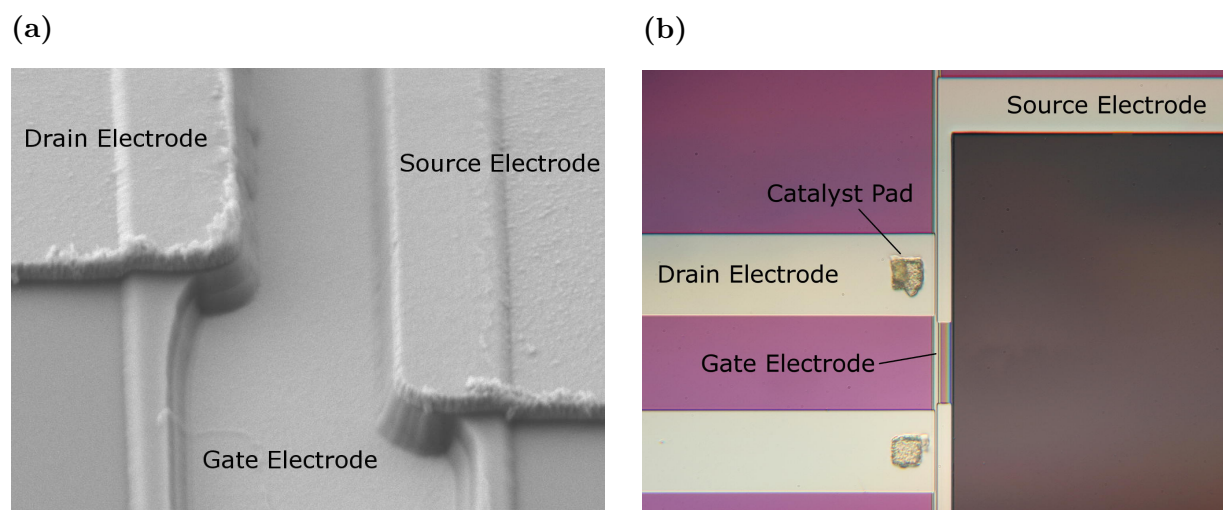 (a)
(b)
Drain Electrode
Source Electrode
Gate Electrode
Source Electrode
Catalyst Pad
Drain Electrode
Gate Electrode